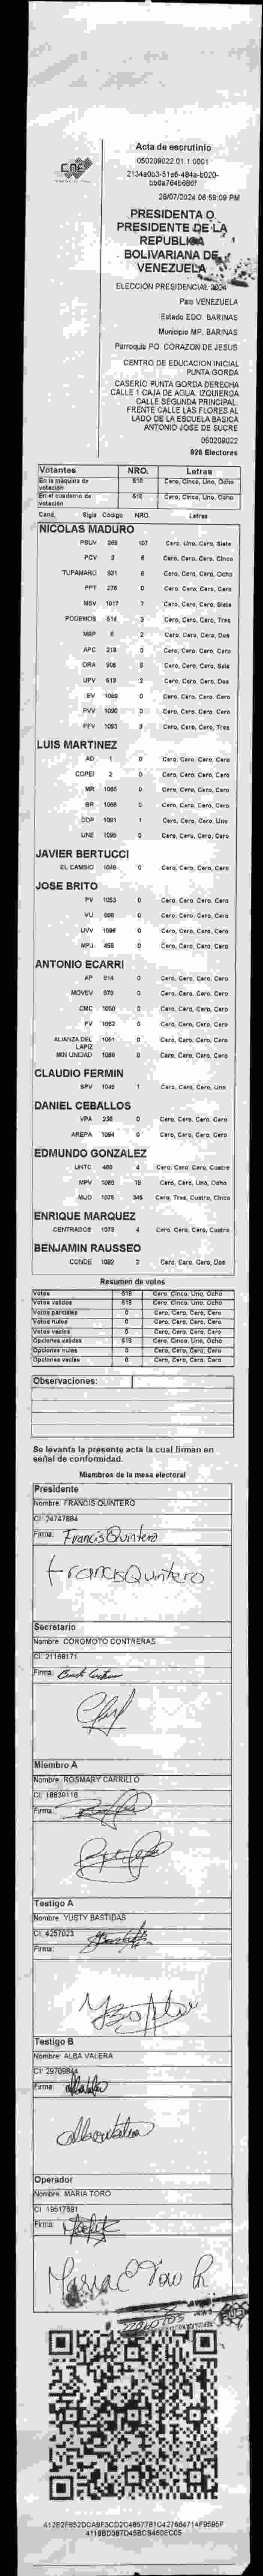 Acta de escrutinio
050209022.01.1.0001
CNE
28/07/2024 06:59:09 PM
PRESIDENTA O
PRESIDENTE DE LA
REPUBLICA
BOLIVARIANA DE
VENEZUELA
ELECCIÓN PRESIDENCIAL 2024
País VENEZUELA
Estado EDO. BARINAS
Municipio MP. BARINAS
Parroquia PQ. CORAZON DE JESUS
CENTRO DE EDUCACION INICIAL
PUNTA GORDA
CASERIO PUNTA GORDA DERECHA
CALLE 1 CAJA DE AGUA. IZQUIERDA
CALLE SEGUNDA PRINCIPAL.
FRENTE CALLE LAS FLORES AL
LADO DE LA ESCUELA BASICA
ANTONIO JOSE DE SUCRE
050209022
928 Electores
Votantes NRO. Letras
En la máquina de votación 518 Cero, Cinco, Uno, Ocho
En el cuaderno de votación 518 Cero, Cinco, Uno, Ocho
Cand. Sigla Codigo NRO. Letras
NICOLAS MADURO
PSUV 269 107 Cero, Uno, Cero, Siete
PCV Cero, Cero, Cero, Cinco
TUPAMARO 931 8 Cero, Cero, Cero, Ocho
PPT 276 0 Cero, Cero, Cero, Cero
MSV 1017 7 Cero, Cero, Cero, Siete
PODEMOS 514 3 Cero, Cero, Cero, Tres
MEP 6 2 Cero, Cero, Cero, Dos
APC 218 0 Cero, Cero, Cero, Cero
ORA 906 6 Cero, Cero, Cero, Seis
UPV 613 2 Cero, Cero, Cero, Dos
EV 1089 0 Cero, Cero, Cero, Cero
PVV 1090 0 Cero, Cero, Cero, Cero
PFV 1093 3 Cero, Cero, Cero, Tres
LUIS MARTINEZ
AD 1 0 Cero, Cero, Cero, Cero
COPEI 2 0 Cero, Cero, Cero, Cero
MR 1065 0 Cero, Cero, Cero, Cero
BR 1066 0 Cero, Cero, Cero, Cero
DDP 1091 1 Cero, Cero, Cero, Uno
UNE 1095 0 Cero, Cero, Cero, Cero
JAVIER BERTUCCI
EL CAMBIO 1049 0 Cero, Cero, Cero, Cero
JOSE BRITO
PV 1053 0 Cero, Cero, Cero, Cero
VU 968 0 Cero, Cero, Cero, Cero
UVV 1096 0 Cero, Cero, Cero, Cero
MPJ 458 0 Cero, Cero, Cero, Cero
ANTONIO ECARRI
AP 914 0 Cero, Cero, Cero, Cero
MOVEV 979 0 Cero, Cero, Cero, Cero
CMC 1050 0 Cero, Cero, Cero, Cero
FV 1062 0 Cero, Cero, Cero, Cero
ALIANZA DEL LAPIZ 1051 0 Cero, Cero, Cero, Cero
MIN UNIDAD 1088 0 Cero, Cero, Cero, Cero
CLAUDIO FERMIN
SPV 1048 1 Cero, Cero, Cero, Uno
DANIEL CEBALLOS
VPA 236 0 Cero, Cero, Cero, Cero
AREPA 1094 0 Cero, Cero, Cero, Cero
EDMUNDO GONZALEZ
UNTC 460 4 Cero, Cero, Cero, Cuatro
MPV 1069 18 Cero, Cero, Uno, Ocho
MUD 1076 345 Cero, Tres, Cuatro, Cinco
ENRIQUE MARQUEZ
CENTRADOS 1073 4 Cero, Cero, Cero, Cuatro
BENJAMIN RAUSSEO
CONDE 1082 2 Cero, Cero, Cero, Dos
Resumen de votos
Votos 518 Cero, Cinco, Uno, Ocho
Votos validos 518 Cero, Cinco, Uno, Ocho
Votos parciales 0 Cero, Cero, Cero, Cero
Votos nulos 0 Cero, Cero, Cero, Cero
Votos vacíos 0 Cero, Cero, Cero, Cero
Opciones validas 518 Cero, Cinco, Uno, Ocho
Opciones nulas 0 Cero, Cero, Cero, Cero
Opciones vacías 0 Cero, Cero, Cero, Cero
Observaciones:
Se levanta la presente acta la cual firman en
señal de conformidad.
Miembros de la mesa electoral
Presidente
Nombre: FRANCIS QUINTERO
CI: 24747884
Firma: Francis Quintero
Francis Quintero
Secretario
Nombre: COROMOTO CONTRERAS
CI: 21168171
Firma:
Miembro A
Nombre: ROSMARY CARRILLO
CI: 18839116
Firma:
Testigo A
Nombre: YUSTY BASTIDAS
CI: 4257023
Firma:
Testigo B
Nombre: ALBA VALERA
CI: 29709844
Firma:
Operador
Nombre: MARIA TORO
CI: 19517591
Firma:
Maria Toro R